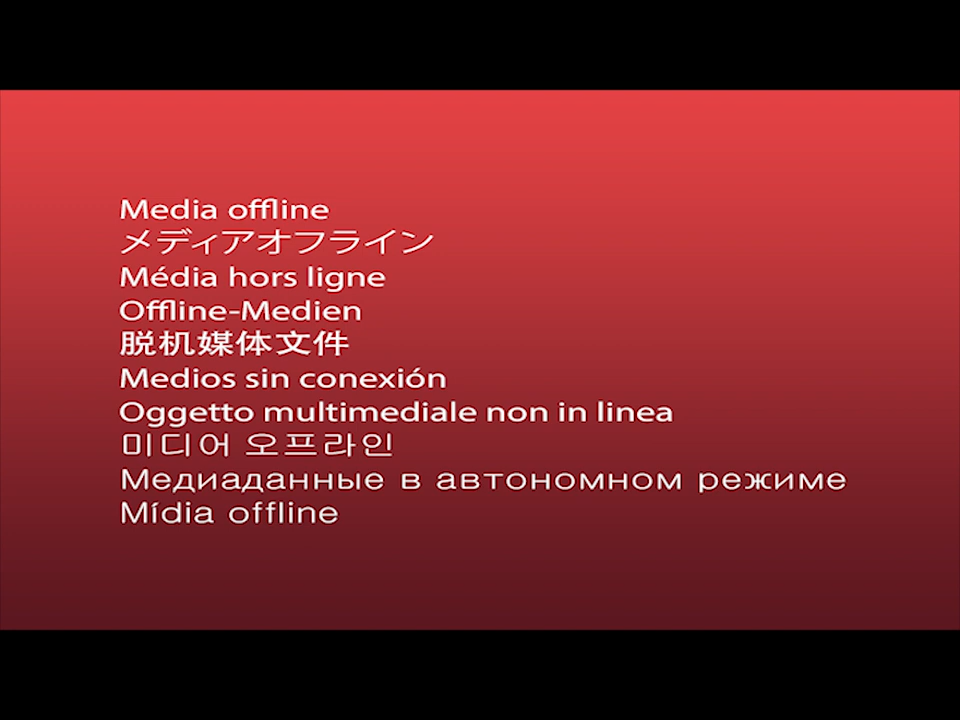 Media offline
メディアオフライン
Média hors ligne
Offline-Medien
脱机媒体文件
Medios sin conexión
Oggetto multimediale non in linea
미디어 오프라인
Медиаданные в автономном режиме
Mídia offline